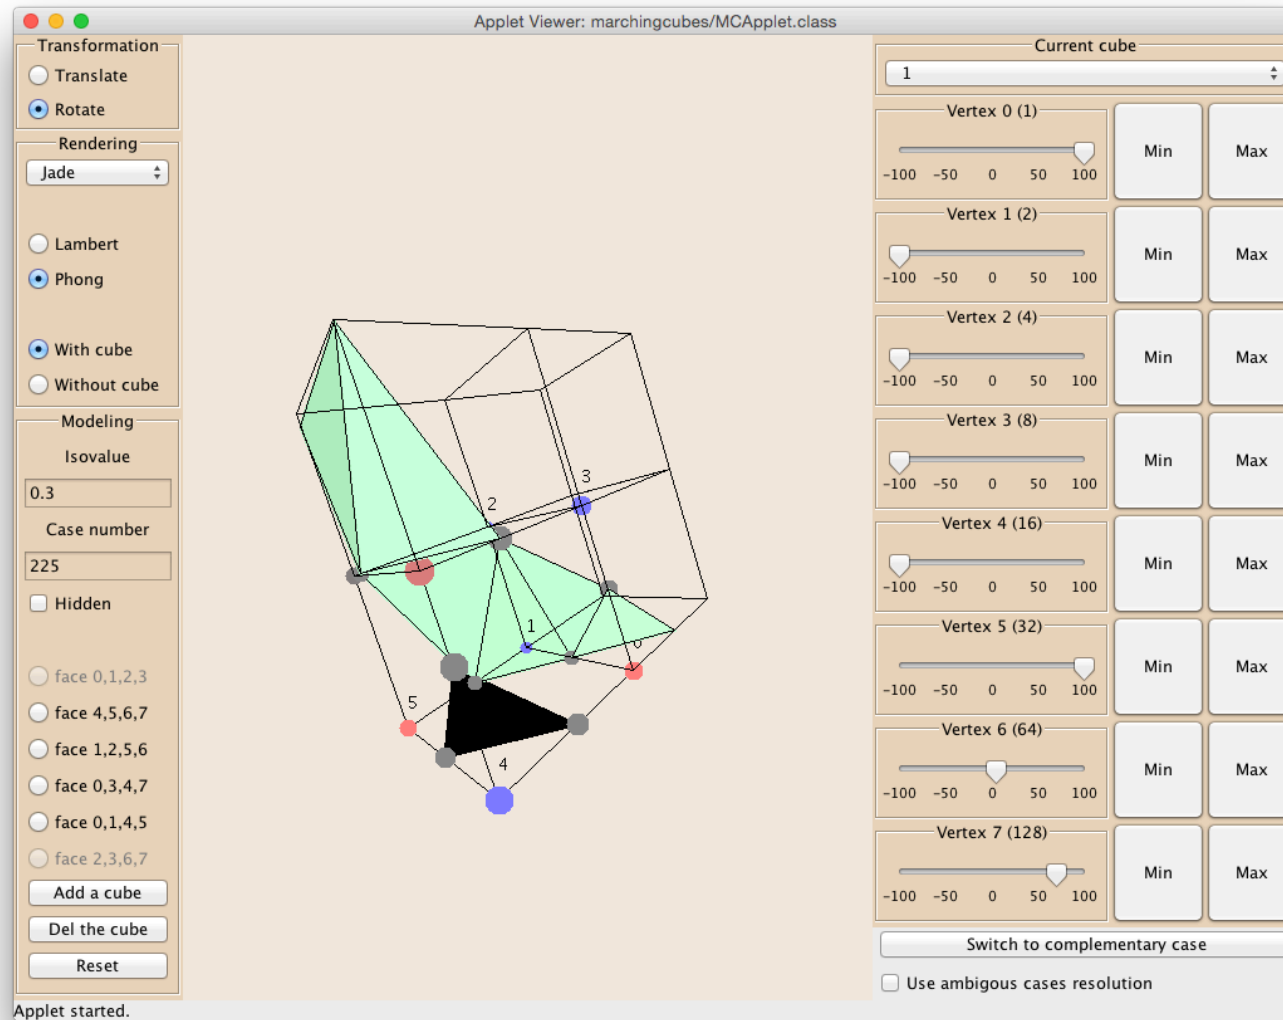 Applet Viewer: marchingcubes/MCApplet.class
Transformation
Translate
Rotate
Rendering
Jade
Lambert
Phong
With cube
Without cube
Modeling
Isovalue
0.3
Case number
225
Hidden
face 0,1,2,3
face 4,5,6,7
face 1,2,5,6
face 0,3,4,7
face 0,1,4,5
face 2,3,6,7
Add a cube
Del the cube
Reset
Applet started.
3
2
1
5
4
Current cube
1
Vertex 0 (1)
-100 -50 0 50 100
Min Max
Vertex 1 (2)
-100 -50 0 50 100
Min Max
Vertex 2 (4)
-100 -50 0 50 100
Min Max
Vertex 3 (8)
-100 -50 0 50 100
Min Max
Vertex 4 (16)
-100 -50 0 50 100
Min Max
Vertex 5 (32)
-100 -50 0 50 100
Min Max
Vertex 6 (64)
-100 -50 0 50 100
Min Max
Vertex 7 (128)
-100 -50 0 50 100
Min Max
Switch to complementary case
Use ambigous cases resolution